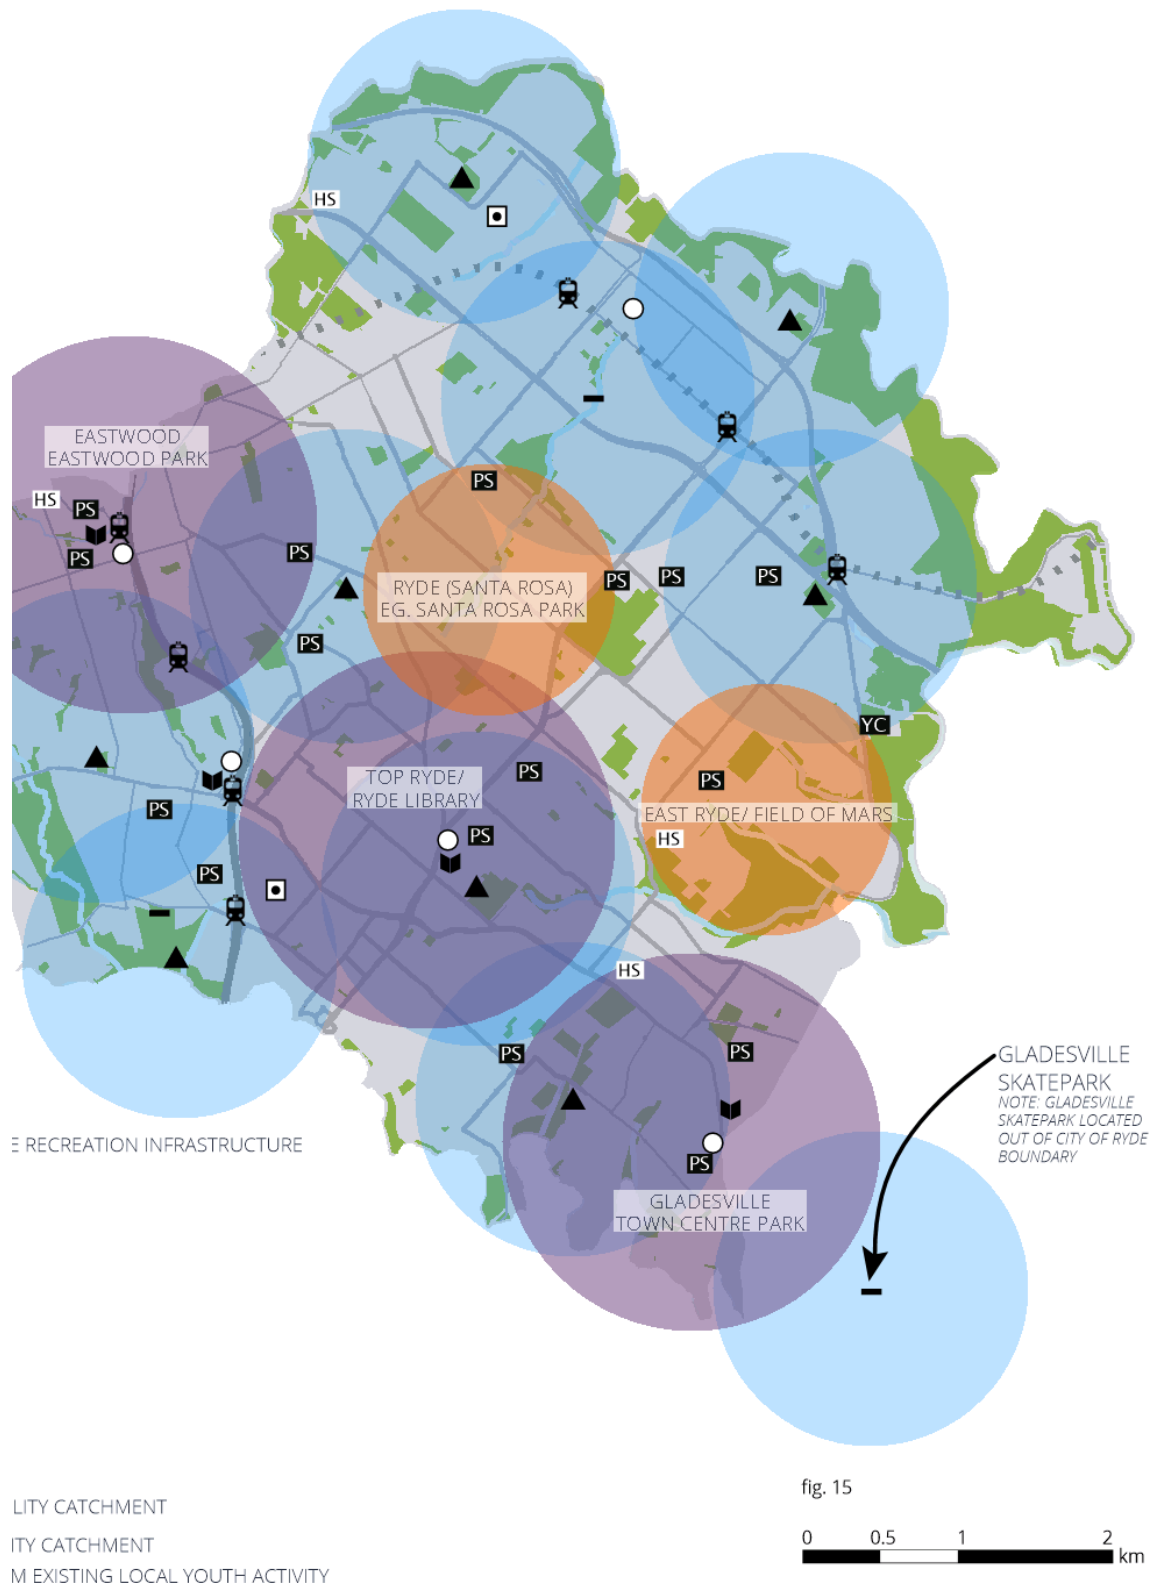 HS
EASTWOOD
EASTWOOD PARK
HS
PS
PS
PS
PS
PS
RYDE (SANTA ROSA)
EG. SANTA ROSA PARK
PS
PS
PS
PS
YC
TOP RYDE/
RYDE LIBRARY
PS
PS
EAST RYDE/ FIELD OF MARS
HS
PS
PS
PS
HS
PS
PS
PS
GLADESVILLE
TOWN CENTRE PARK
GLADESVILLE
SKATEPARK
NOTE: GLADESVILLE
SKATEPARK LOCATED
OUT OF CITY OF RYDE
BOUNDARY
E RECREATION INFRASTRUCTURE
LITY CATCHMENT
ITY CATCHMENT
M EXISTING LOCAL YOUTH ACTIVITY
fig. 15
0 0.5 1 2
km